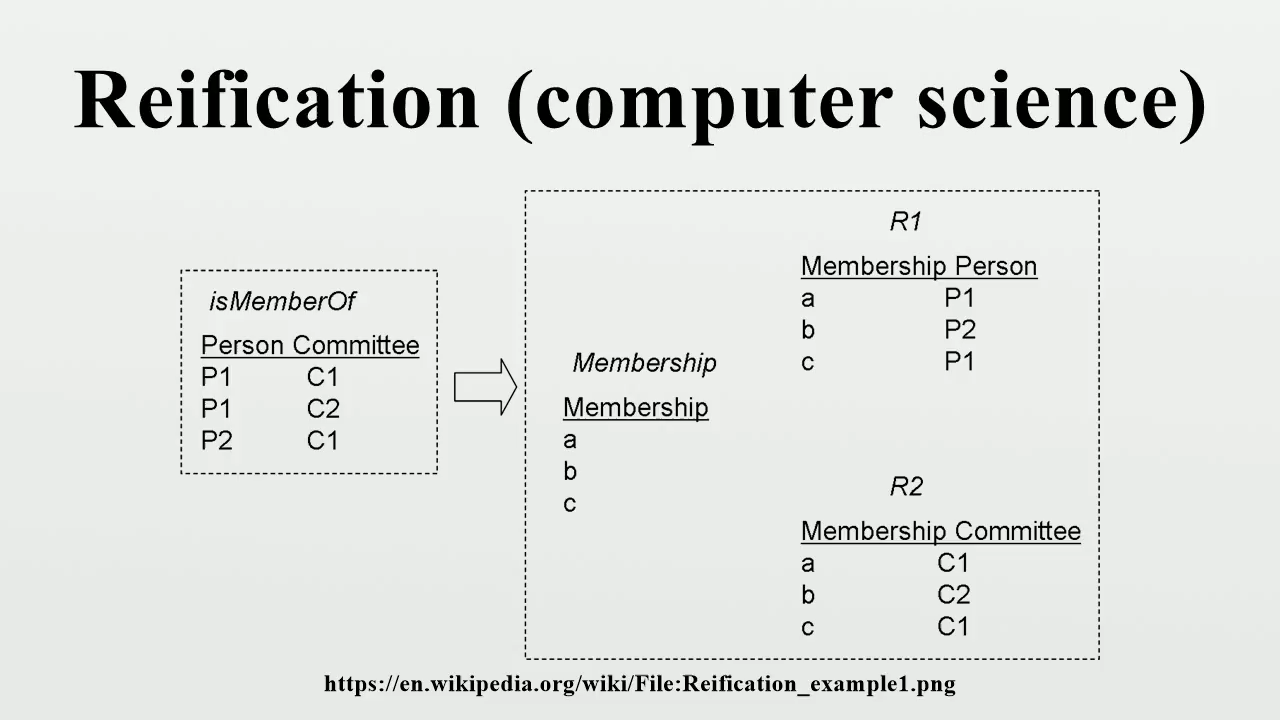 Reification (computer science)
isMemberOf
Person Committee
P1 C1
P1 C2
P2 C1
Membership
Membership
a
b
c
R1
Membership Person
a P1
b P2
c P1
R2
Membership Committee
a C1
b C2
c C1
https://en.wikipedia.org/wiki/File:Reification_example1.png